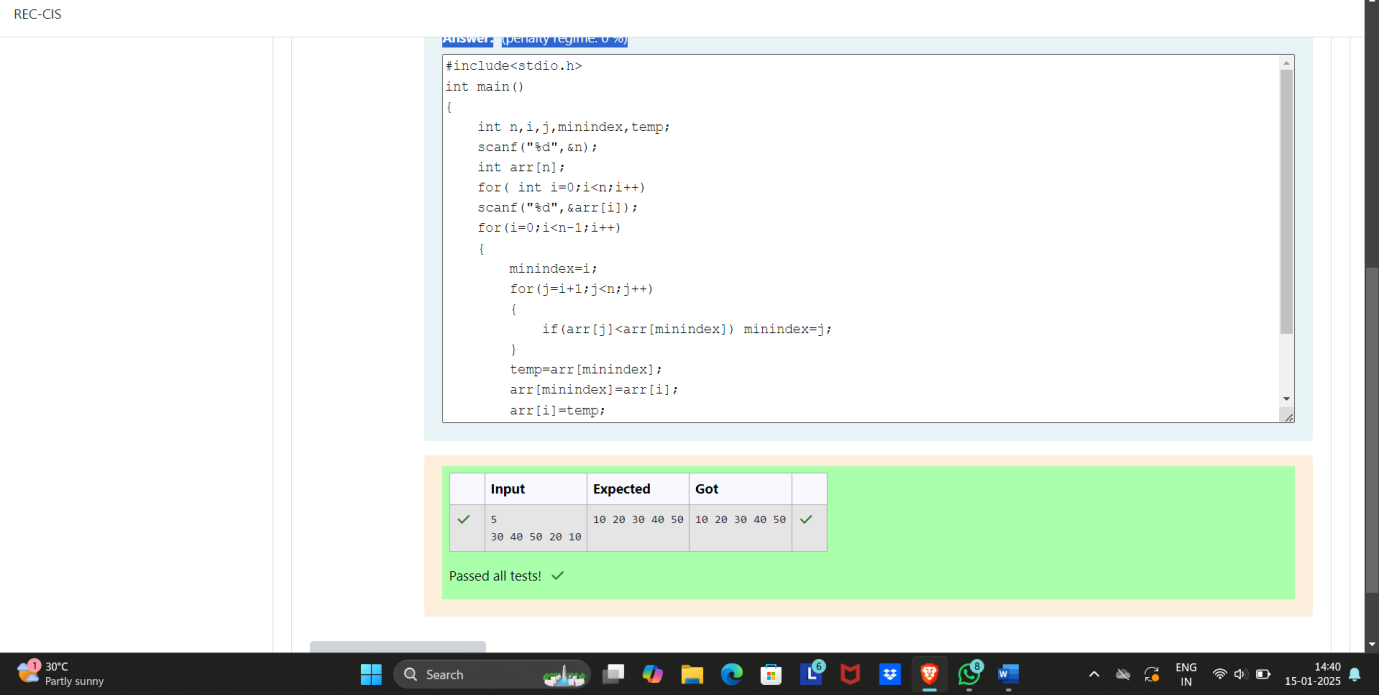 REC-CIS
Answer: (penalty regime: 0 %)
#include<stdio.h>
int main()
{
    int n,i,j,minindex,temp;
    scanf("%d",&n);
    int arr[n];
    for( int i=0;i<n;i++)
    scanf("%d",&arr[i]);
    for(i=0;i<n-1;i++)
    {
        minindex=i;
        for(j=i+1;j<n;j++)
        {
            if(arr[j]<arr[minindex]) minindex=j;
        }
        temp=arr[minindex];
        arr[minindex]=arr[i];
        arr[i]=temp;
Input Expected Got
5 10 20 30 40 50 10 20 30 40 50
30 40 50 20 10
Passed all tests!
1 30°C
Partly sunny
Search
L 6
8
W
ENG
IN
14:40
15-01-2025